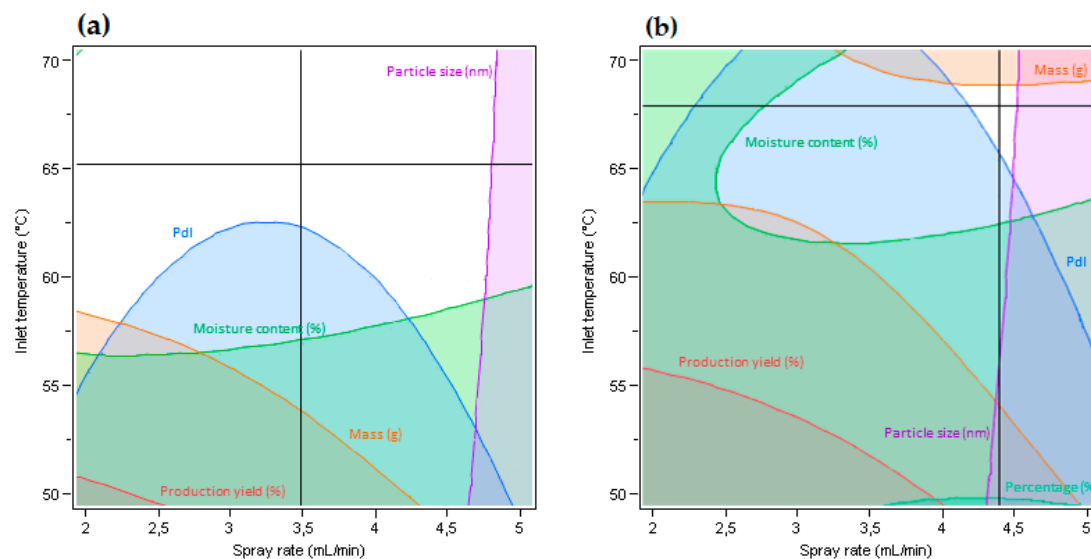 (a)
70
65
60
55
50
2
2,5
3
3,5
4
4,5
5
Inlet temperature (°C)
Spray rate (mL/min)
Particle size (nm)
PdI
Moisture content (%)
Mass (g)
Production yield (%)
(b)
70
65
60
55
50
2
2,5
3
3,5
4
4,5
5
Inlet temperature (°C)
Spray rate (mL/min)
Mass (g)
Moisture content (%)
PdI
Production yield (%)
Particle size (nm)
Percentage (%